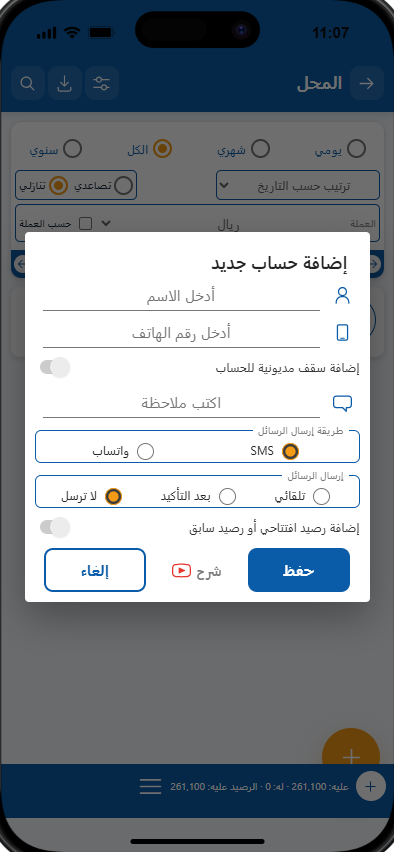 11:07
المحل
يومي
شهري
الكل
سنوي
ترتيب حسب التاريخ
تصاعدي
تنازلي
العملة
ريال
حسب العملة
إضافة حساب جديد
أدخل الاسم
أدخل رقم الهاتف
إضافة سقف مديونية للحساب
اكتب ملاحظة
طريقة إرسال الرسائل
SMS
واتساب
إرسال الرسائل
تلقائي
بعد التأكيد
لا ترسل
إضافة رصيد افتتاحي أو رصيد سابق
حفظ
شرح
إلغاء
عليه: 261,100 · له: 0 · الرصيد عليه: 261,100